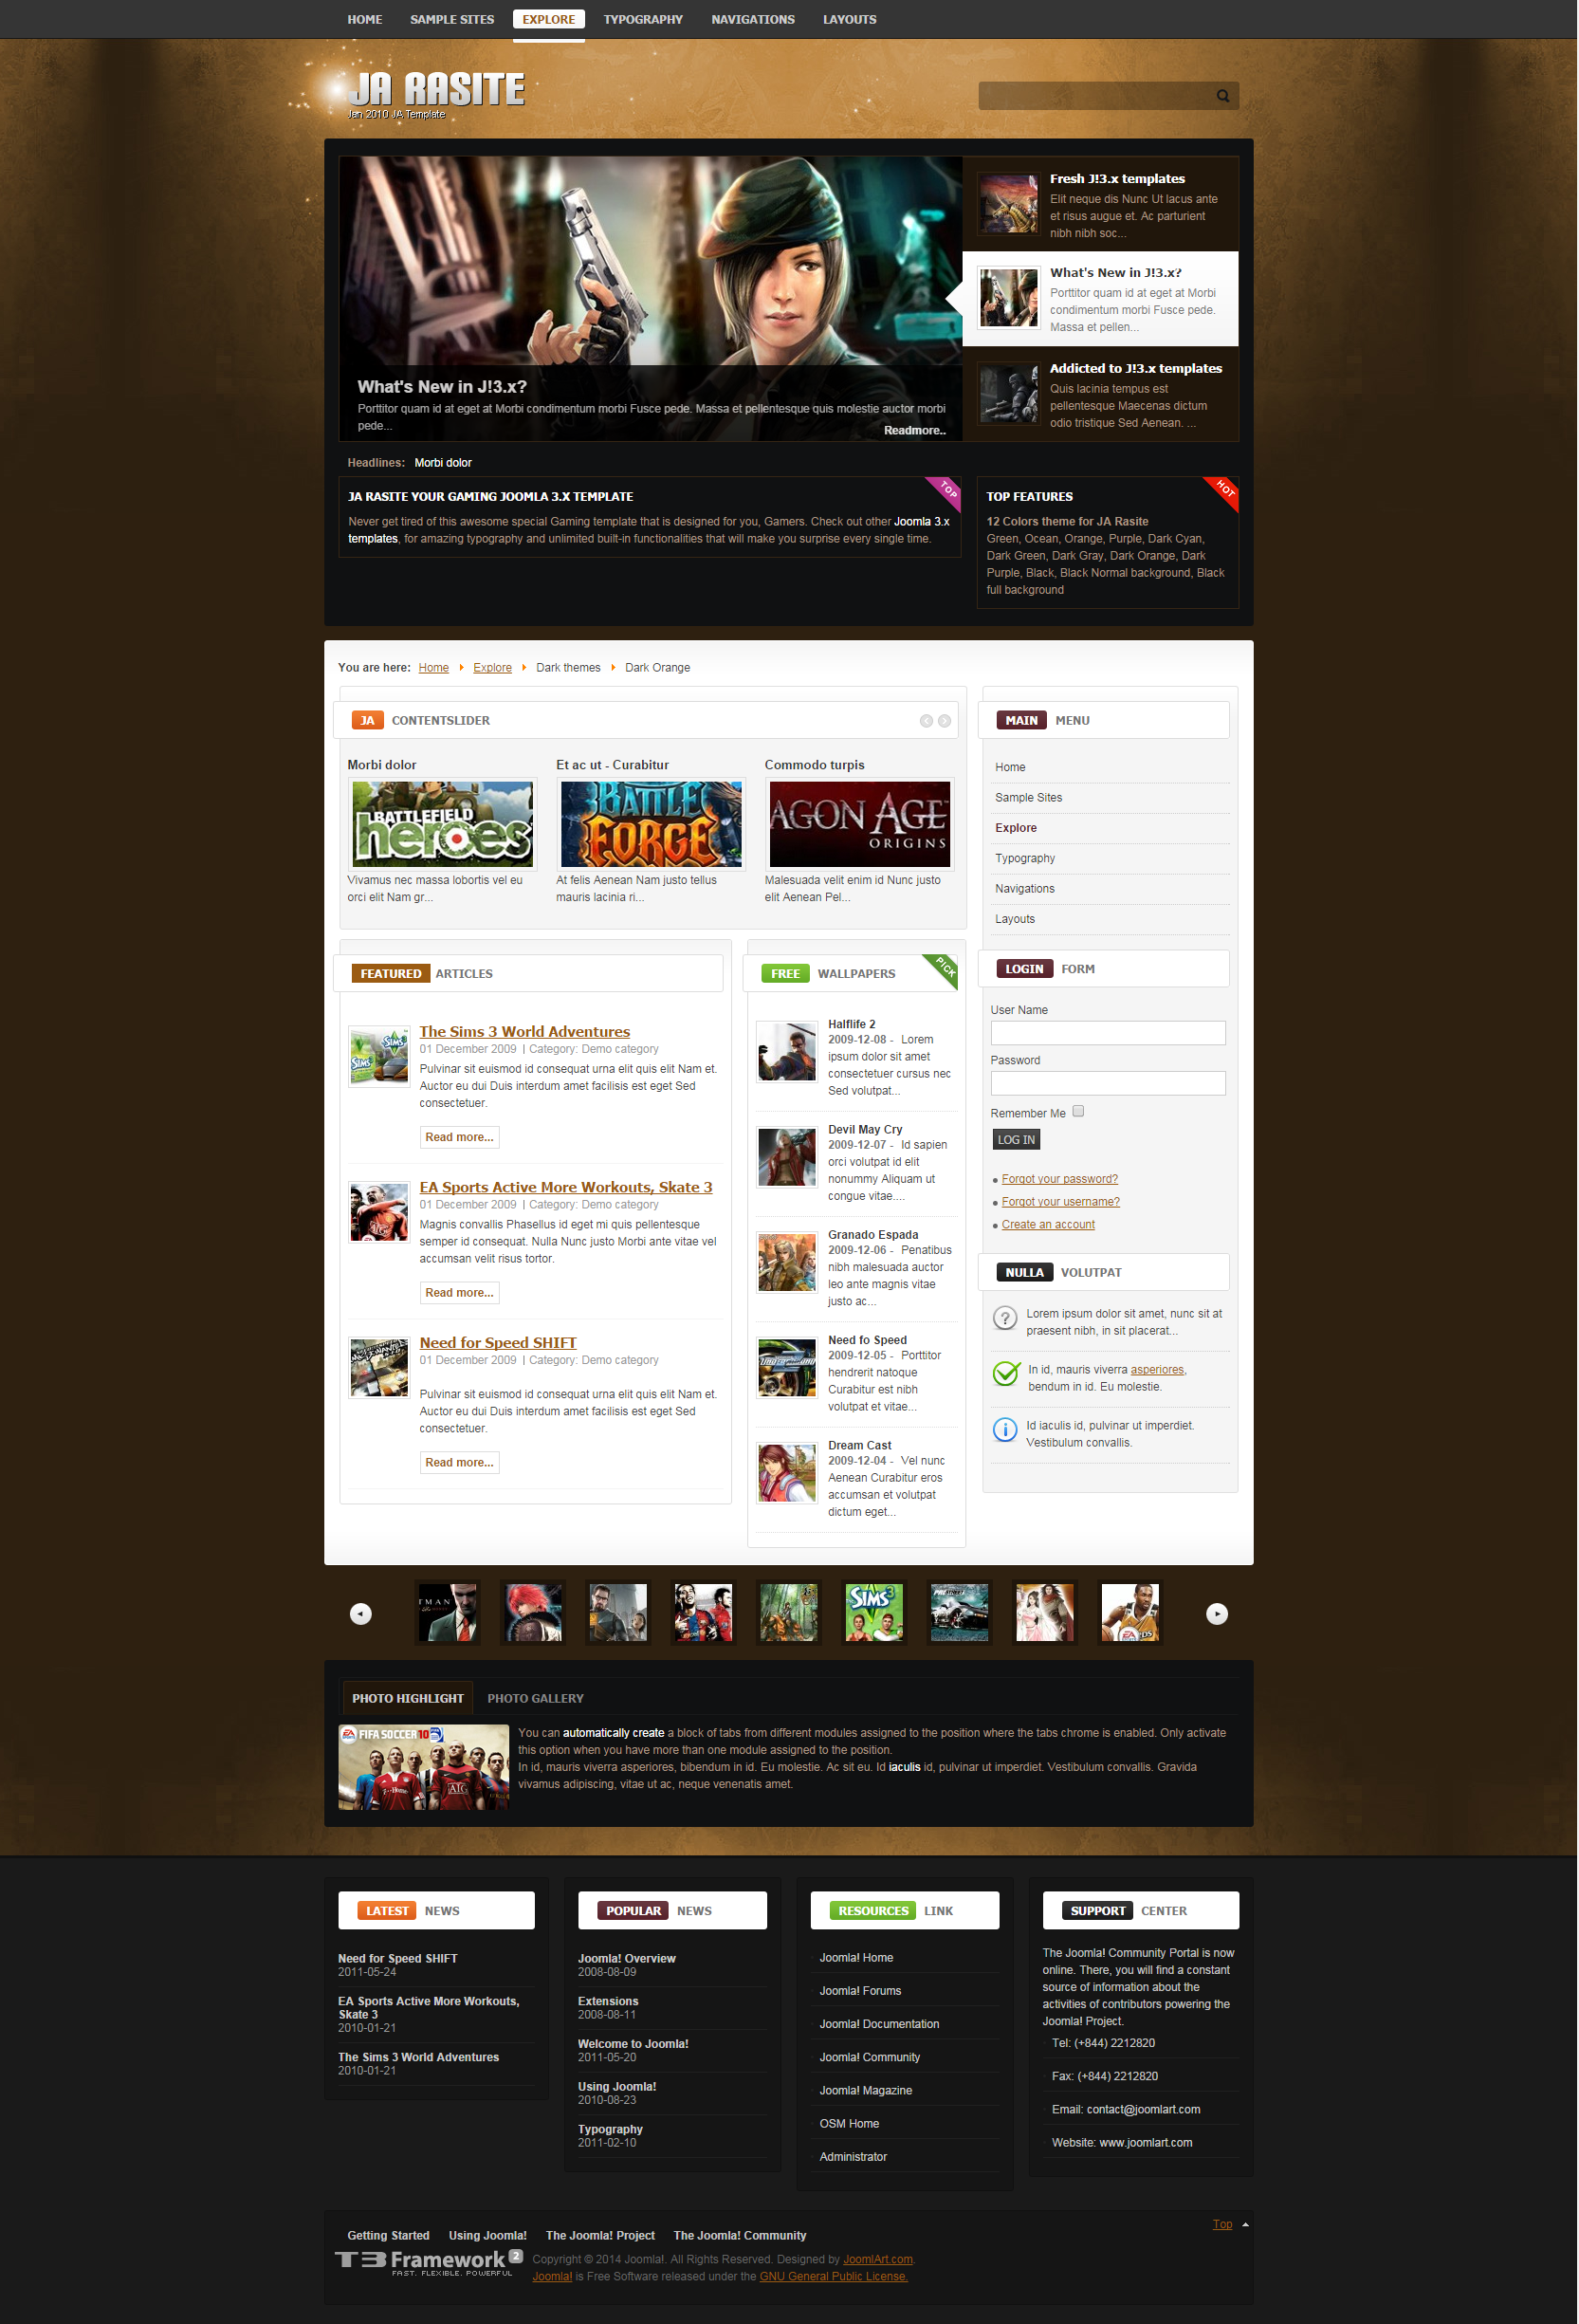 HOME SAMPLE SITES EXPLORE TYPOGRAPHY NAVIGATIONS LAYOUTS
JA RASITE
Jan 2010 JA Template
Fresh J!3.x templates
Elit neque dis Nunc Ut lacus ante
et risus augue et. Ac parturient
nibh nibh soc...
What's New in J!3.x?
Porttitor quam id at eget at Morbi
condimentum morbi Fusce pede.
Massa et pellen...
Addicted to J!3.x templates
Quis lacinia tempus est
pellentesque Maecenas dictum
odio tristique Sed Aenean. ...
What's New in J!3.x?
Porttitor quam id at eget at Morbi condimentum morbi Fusce pede. Massa et pellentesque quis molestie auctor morbi
pede...
Readmore..
Headlines: Morbi dolor
JA RASITE YOUR GAMING JOOMLA 3.X TEMPLATE
TOP
Never get tired of this awesome special Gaming template that is designed for you, Gamers. Check out other Joomla 3.x
templates, for amazing typography and unlimited built-in functionalities that will make you surprise every single time.
TOP FEATURES
HOT
12 Colors theme for JA Rasite
Green, Ocean, Orange, Purple, Dark Cyan,
Dark Green, Dark Gray, Dark Orange, Dark
Purple, Black, Black Normal background, Black
full background
You are here: Home Explore Dark themes Dark Orange
JA CONTENTSLIDER
Morbi dolor
BATTLEFIELD
heroes
Vivamus nec massa lobortis vel eu
orci elit Nam gr...
Et ac ut - Curabitur
BATTLE
FORGE
At felis Aenean Nam justo tellus
mauris lacinia ri...
Commodo turpis
AGON AGE
ORIGINS
Malesuada velit enim id Nunc justo
elit Aenean Pel...
FEATURED ARTICLES
The Sims 3 World Adventures
01 December 2009 | Category: Demo category
Pulvinar sit euismod id consequat urna elit quis elit Nam et.
Auctor eu dui Duis interdum amet facilisis est eget Sed
consectetuer.
Read more...
EA Sports Active More Workouts, Skate 3
01 December 2009 | Category: Demo category
Magnis convallis Phasellus id eget mi quis pellentesque
semper id consequat. Nulla Nunc justo Morbi ante vitae vel
accumsan velit risus tortor.
Read more...
Need for Speed SHIFT
01 December 2009 | Category: Demo category
Pulvinar sit euismod id consequat urna elit quis elit Nam et.
Auctor eu dui Duis interdum amet facilisis est eget Sed
consectetuer.
Read more...
FREE WALLPAPERS
PICK
Halflife 2
2009-12-08 - Lorem
ipsum dolor sit amet
consectetuer cursus nec
Sed volutpat...
Devil May Cry
2009-12-07 - Id sapien
orci volutpat id elit
nonummy Aliquam ut
congue vitae....
Granado Espada
2009-12-06 - Penatibus
nibh malesuada auctor
leo ante magnis vitae
justo ac...
Need fo Speed
2009-12-05 - Porttitor
hendrerit natoque
Curabitur est nibh
volutpat et vitae...
Dream Cast
2009-12-04 - Vel nunc
Aenean Curabitur eros
accumsan et volutpat
dictum eget...
MAIN MENU
Home
Sample Sites
Explore
Typography
Navigations
Layouts
LOGIN FORM
User Name
Password
Remember Me
LOG IN
Forgot your password?
Forgot your username?
Create an account
NULLA VOLUTPAT
Lorem ipsum dolor sit amet, nunc sit at
praesent nibh, in sit placerat...
In id, mauris viverra asperiores,
bendum in id. Eu molestie.
Id iaculis id, pulvinar ut imperdiet.
Vestibulum convallis.
TMAN
SIMS 3
EA
PHOTO HIGHLIGHT PHOTO GALLERY
EA FIFA SOCCER 10
You can automatically create a block of tabs from different modules assigned to the position where the tabs chrome is enabled. Only activate
this option when you have more than one module assigned to the position.
In id, mauris viverra asperiores, bibendum in id. Eu molestie. Ac sit eu. Id iaculis id, pulvinar ut imperdiet. Vestibulum convallis. Gravida
vivamus adipiscing, vitae ut ac, neque venenatis amet.
LATEST NEWS
Need for Speed SHIFT
2011-05-24
EA Sports Active More Workouts,
Skate 3
2010-01-21
The Sims 3 World Adventures
2010-01-21
POPULAR NEWS
Joomla! Overview
2008-08-09
Extensions
2008-08-11
Welcome to Joomla!
2011-05-20
Using Joomla!
2010-08-23
Typography
2011-02-10
RESOURCES LINK
Joomla! Home
Joomla! Forums
Joomla! Documentation
Joomla! Community
Joomla! Magazine
OSM Home
Administrator
SUPPORT CENTER
The Joomla! Community Portal is now
online. There, you will find a constant
source of information about the
activities of contributors powering the
Joomla! Project.
Tel: (+844) 2212820
Fax: (+844) 2212820
Email: contact@joomlart.com
Website: www.joomlart.com
Top
Getting Started Using Joomla! The Joomla! Project The Joomla! Community
T3 Framework 2
FAST. FLEXIBLE. POWERFUL
Copyright © 2014 Joomla!. All Rights Reserved. Designed by JoomlArt.com.
Joomla! is Free Software released under the GNU General Public License.